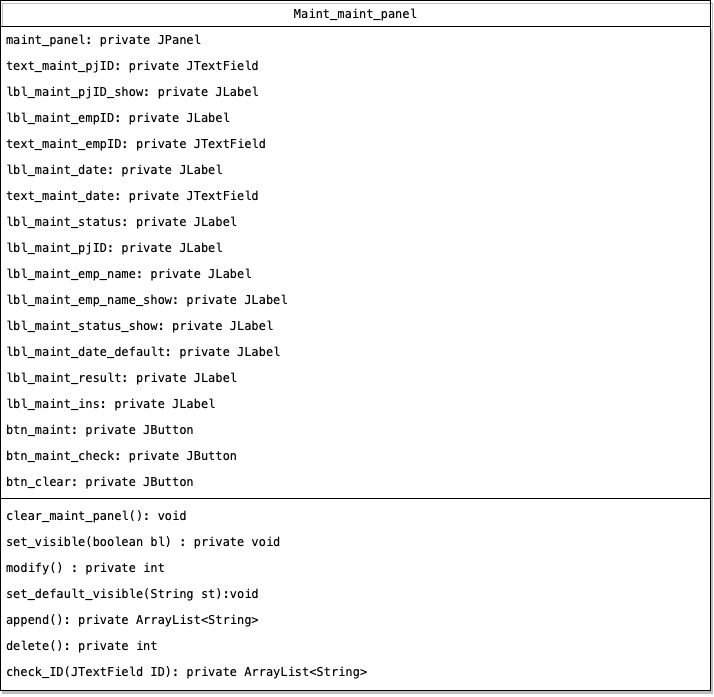 Maint_maint_panel
maint_panel: private JPanel
text_maint_pjID: private JTextField
lbl_maint_pjID_show: private JLabel
lbl_maint_empID: private JLabel
text_maint_empID: private JTextField
lbl_maint_date: private JLabel
text_maint_date: private JTextField
lbl_maint_status: private JLabel
lbl_maint_pjID: private JLabel
lbl_maint_emp_name: private JLabel
lbl_maint_emp_name_show: private JLabel
lbl_maint_status_show: private JLabel
lbl_maint_date_default: private JLabel
lbl_maint_result: private JLabel
lbl_maint_ins: private JLabel
btn_maint: private JButton
btn_maint_check: private JButton
btn_clear: private JButton
clear_maint_panel(): void
set_visible(boolean bl) : private void
modify() : private int
set_default_visible(String st):void
append(): private ArrayList<String>
delete(): private int
check_ID(JTextField ID): private ArrayList<String>